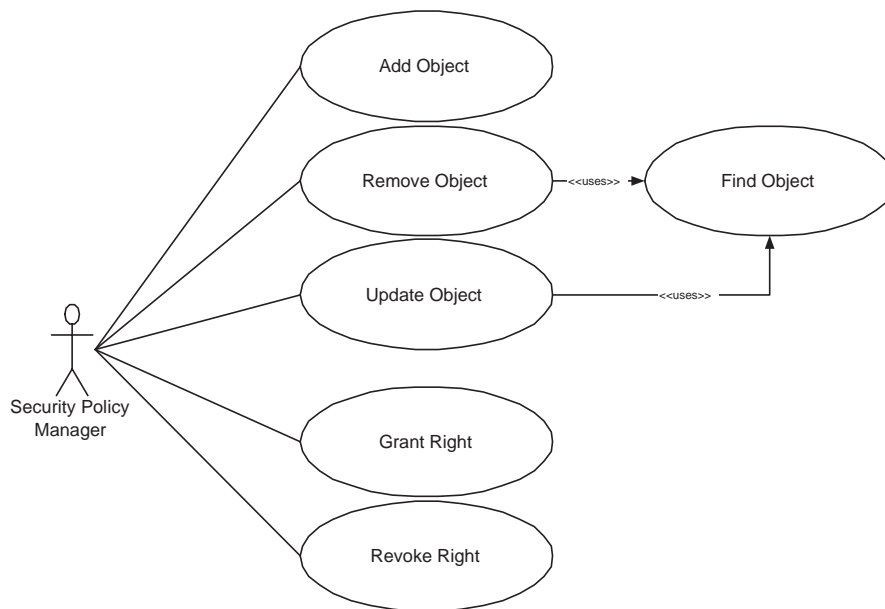 Add Object
Remove Object
<<uses>>
Find Object
Update Object
<<uses>>
Security Policy
Manager
Grant Right
Revoke Right